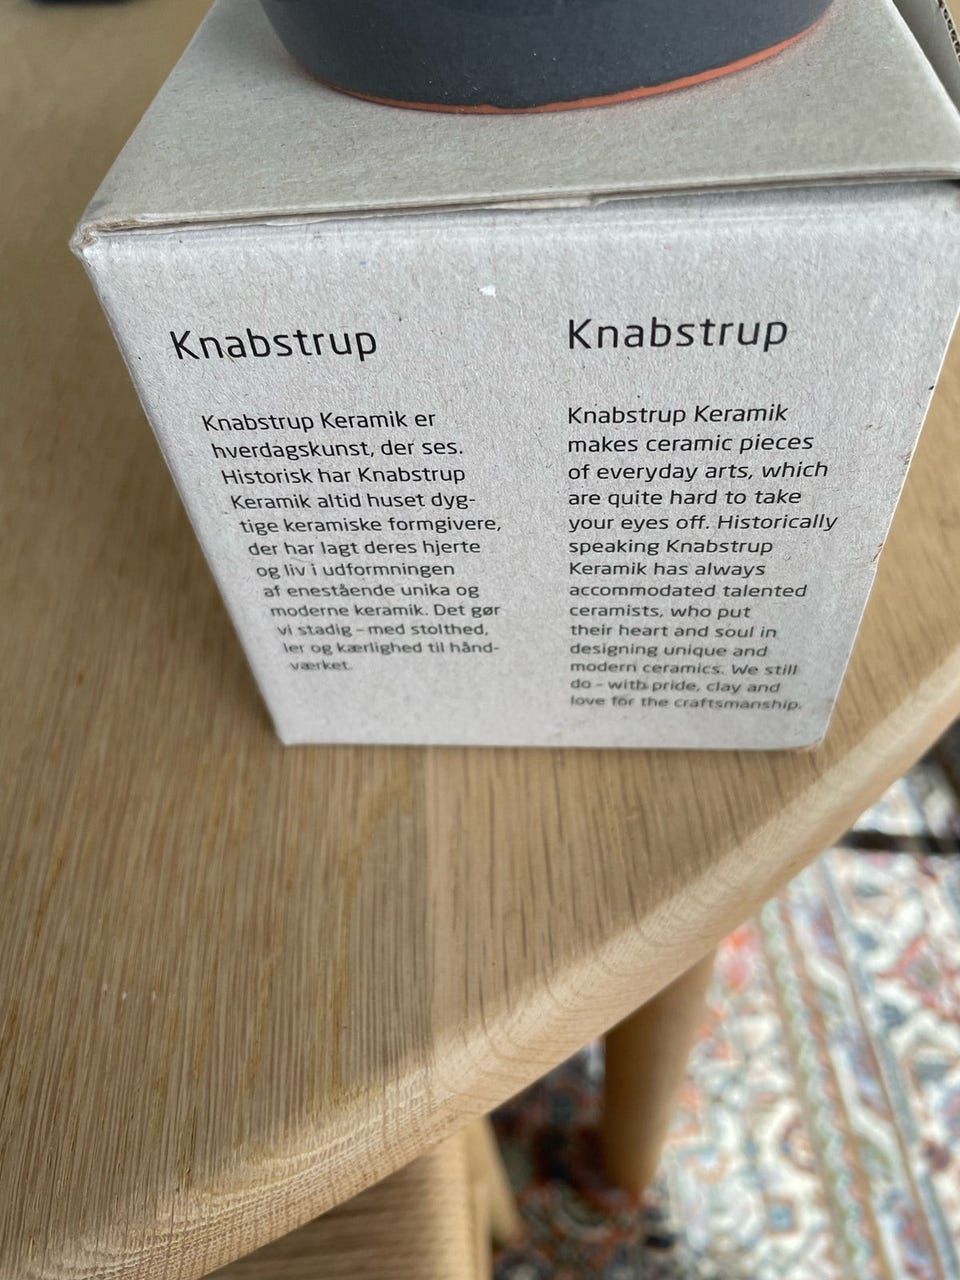 Knabstrup
Knabstrup Keramik er
hverdagskunst, der ses.
Historisk har Knabstrup
Keramik altid huset dyg-
tige keramiske formgivere,
der har lagt deres hjerte
og liv i udformningen
af enestående unika og
moderne keramik. Det gør
vi stadig – med stolthed,
ler og kærlighed til hånd-
værket.
Knabstrup
Knabstrup Keramik
makes ceramic pieces
of everyday arts, which
are quite hard to take
your eyes off. Historically
speaking Knabstrup
Keramik has always
accommodated talented
ceramists, who put
their heart and soul in
designing unique and
modern ceramics. We still
do – with pride, clay and
love for the craftsmanship.